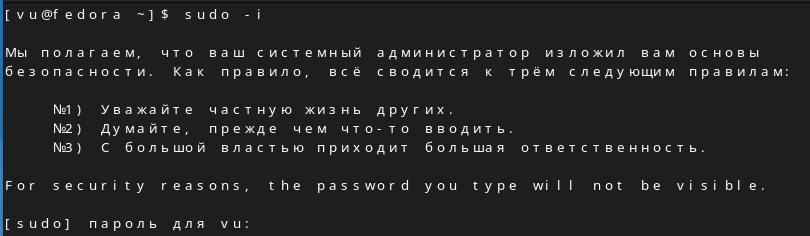 [vu@fedora ~]$ sudo -i
Мы полагаем, что ваш системный администратор изложил вам основы
безопасности. Как правило, всё сводится к трём следующим правилам:
№1) Уважайте частную жизнь других.
№2) Думайте, прежде чем что-то вводить.
№3) С большой властью приходит большая ответственность.
For security reasons, the password you type will not be visible.
[sudo] пароль для vu: